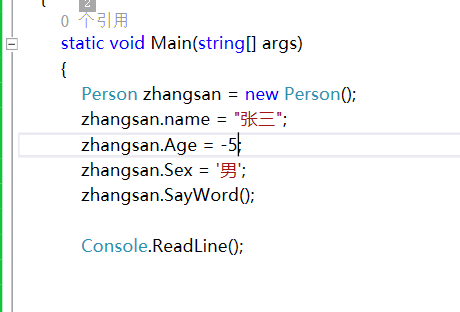 {
2
0 个引用
static void Main(string[] args)
{
Person zhangsan = new Person();
zhangsan.name = "张三";
zhangsan.Age = -5;
zhangsan.Sex = '男';
zhangsan.SayWord();
Console.ReadLine();